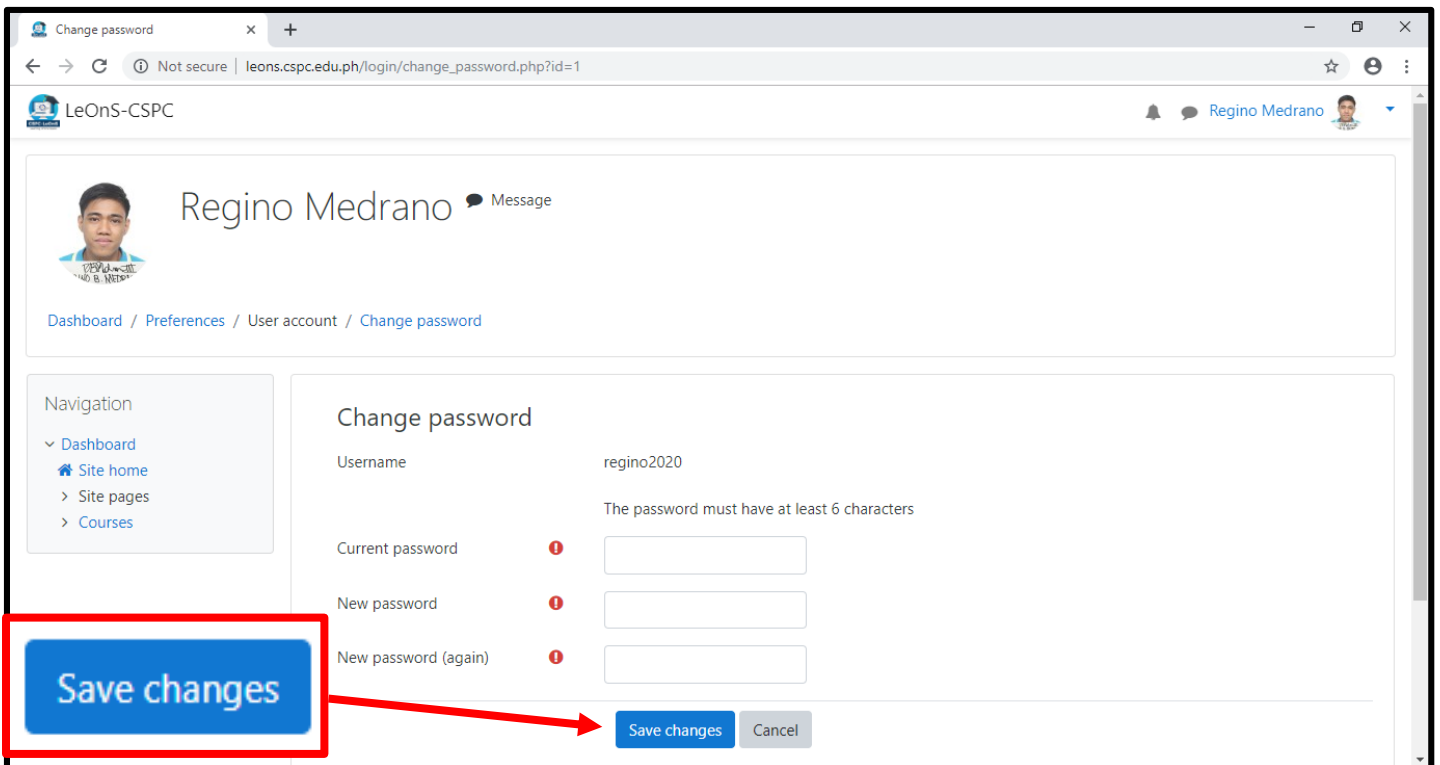 Change password
Not secure | leons.cspc.edu.ph/login/change_password.php?id=1
LeOnS-CSPC
Regino Medrano
Regino Medrano Message
Dashboard / Preferences / User account / Change password
Navigation
Dashboard
Site home
Site pages
Courses
Change password
Username regino2020
The password must have at least 6 characters
Current password
New password
New password (again)
Save changes Cancel
Save changes